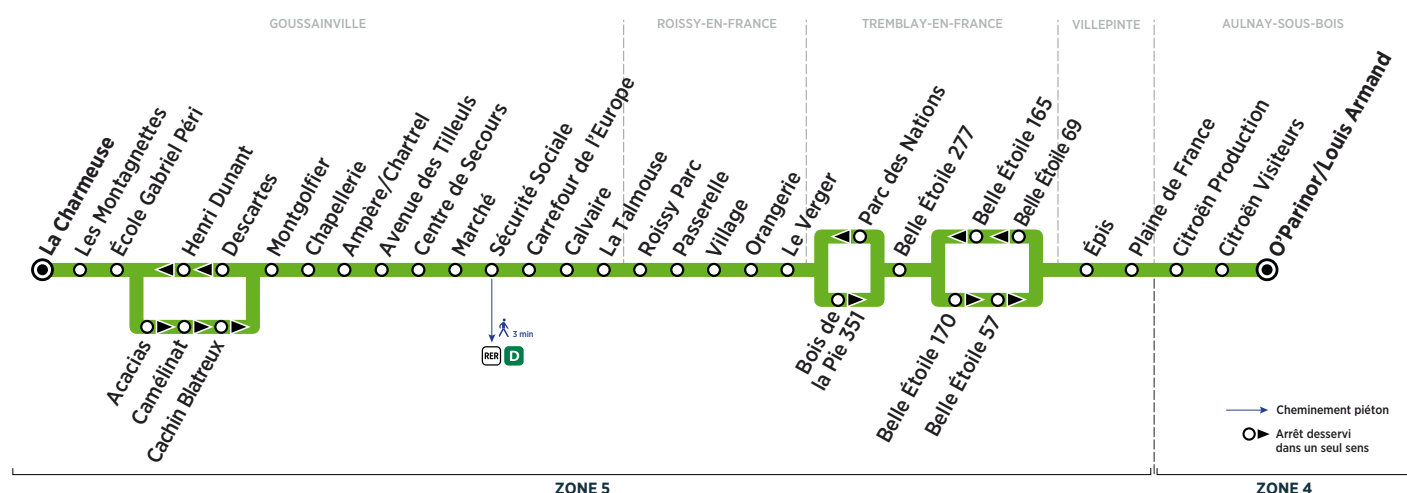 GOUSSAINVILLE
ROISSY-EN-FRANCE
TREMBLAY-EN-FRANCE
VILLEPINTE
AULNAY-SOUS-BOIS
La Charmeuse
Les Montagnettes
École Gabriel Péri
Henri Dunant
Descartes
Montgolfier
Chapellerie
Ampère/Chartrel
Avenue des Tilleuls
Centre de Secours
Marché
Sécurité Sociale
Carrefour de l'Europe
Calvaire
La Talmouse
Roissy Parc
Passerelle
Village
Orangerie
Le Verger
Parc des Nations
Belle Étoile 277
Belle Étoile 165
Belle Étoile 69
Épis
Plaine de France
Citroën Production
Citroën Visiteurs
O'Parinor/Louis Armand
Acacias
Camélinat
Cachin Blatreux
3 min
RER D
Bois de
la Pie 351
Belle Étoile 170
Belle Étoile 57
Cheminement piéton
Arrêt desservi
dans un seul sens
ZONE 5
ZONE 4